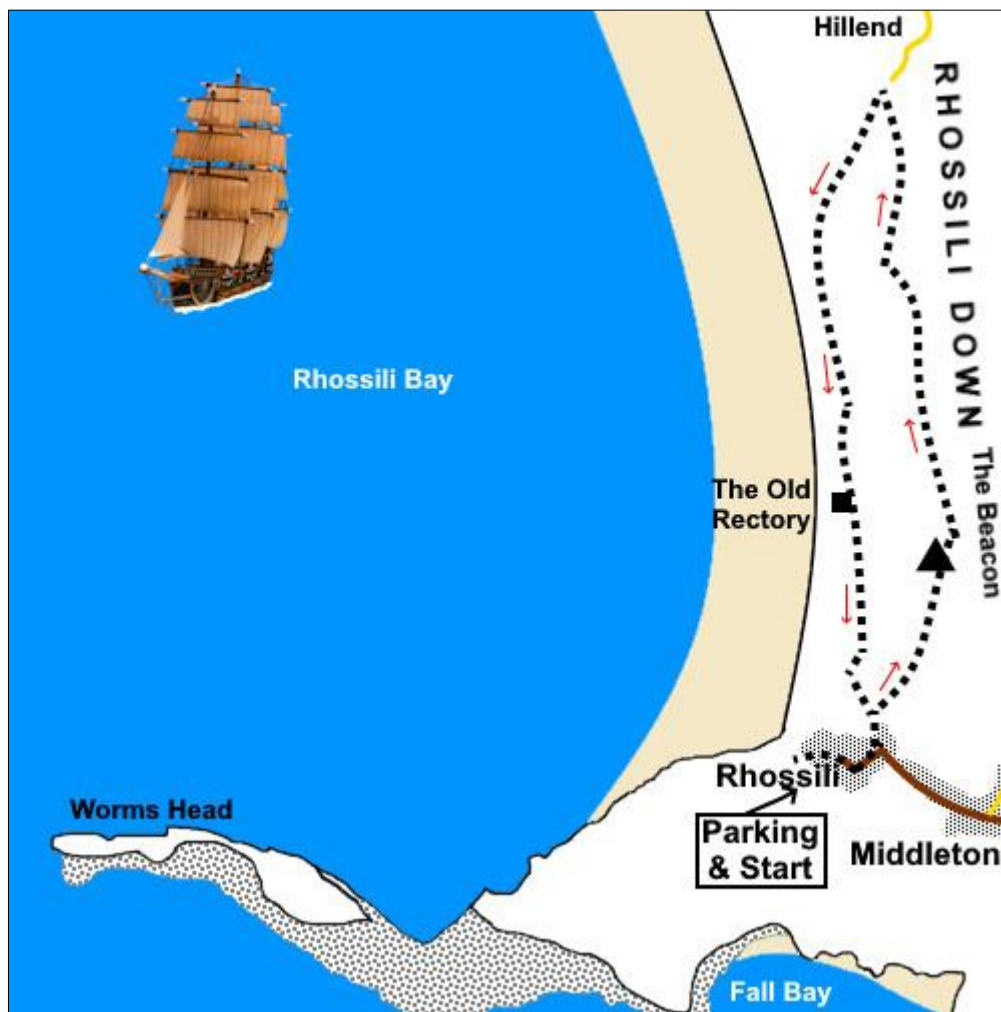 Hillend
RHOSSILI DOWN
Rhossili Bay
The Beacon
The Old
Rectory
Rhossili
Worms Head
Parking
& Start
Middleton
Fall Bay